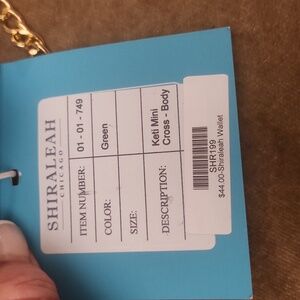 SHIRALEAH
CHICAGO
ITEM NUMBER: 01 - 01 - 749
COLOR: Green
SIZE:
DESCRIPTION: Keti Mini
Cross - Body
SHR199
$44.00-Shiraleah Wallet